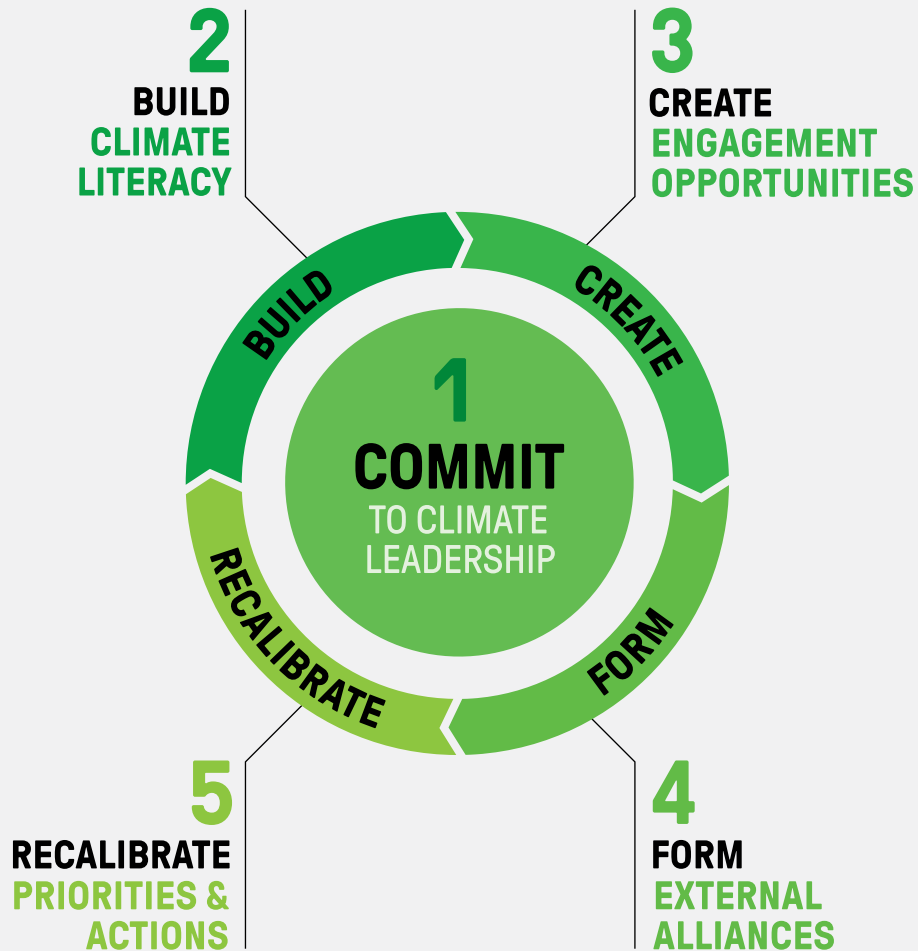 2
BUILD
CLIMATE
LITERACY
3
CREATE
ENGAGEMENT
OPPORTUNITIES
BUILD
CREATE
1
COMMIT
TO CLIMATE
LEADERSHIP
RECALIBRATE
FORM
5
RECALIBRATE
PRIORITIES &
ACTIONS
4
FORM
EXTERNAL
ALLIANCES